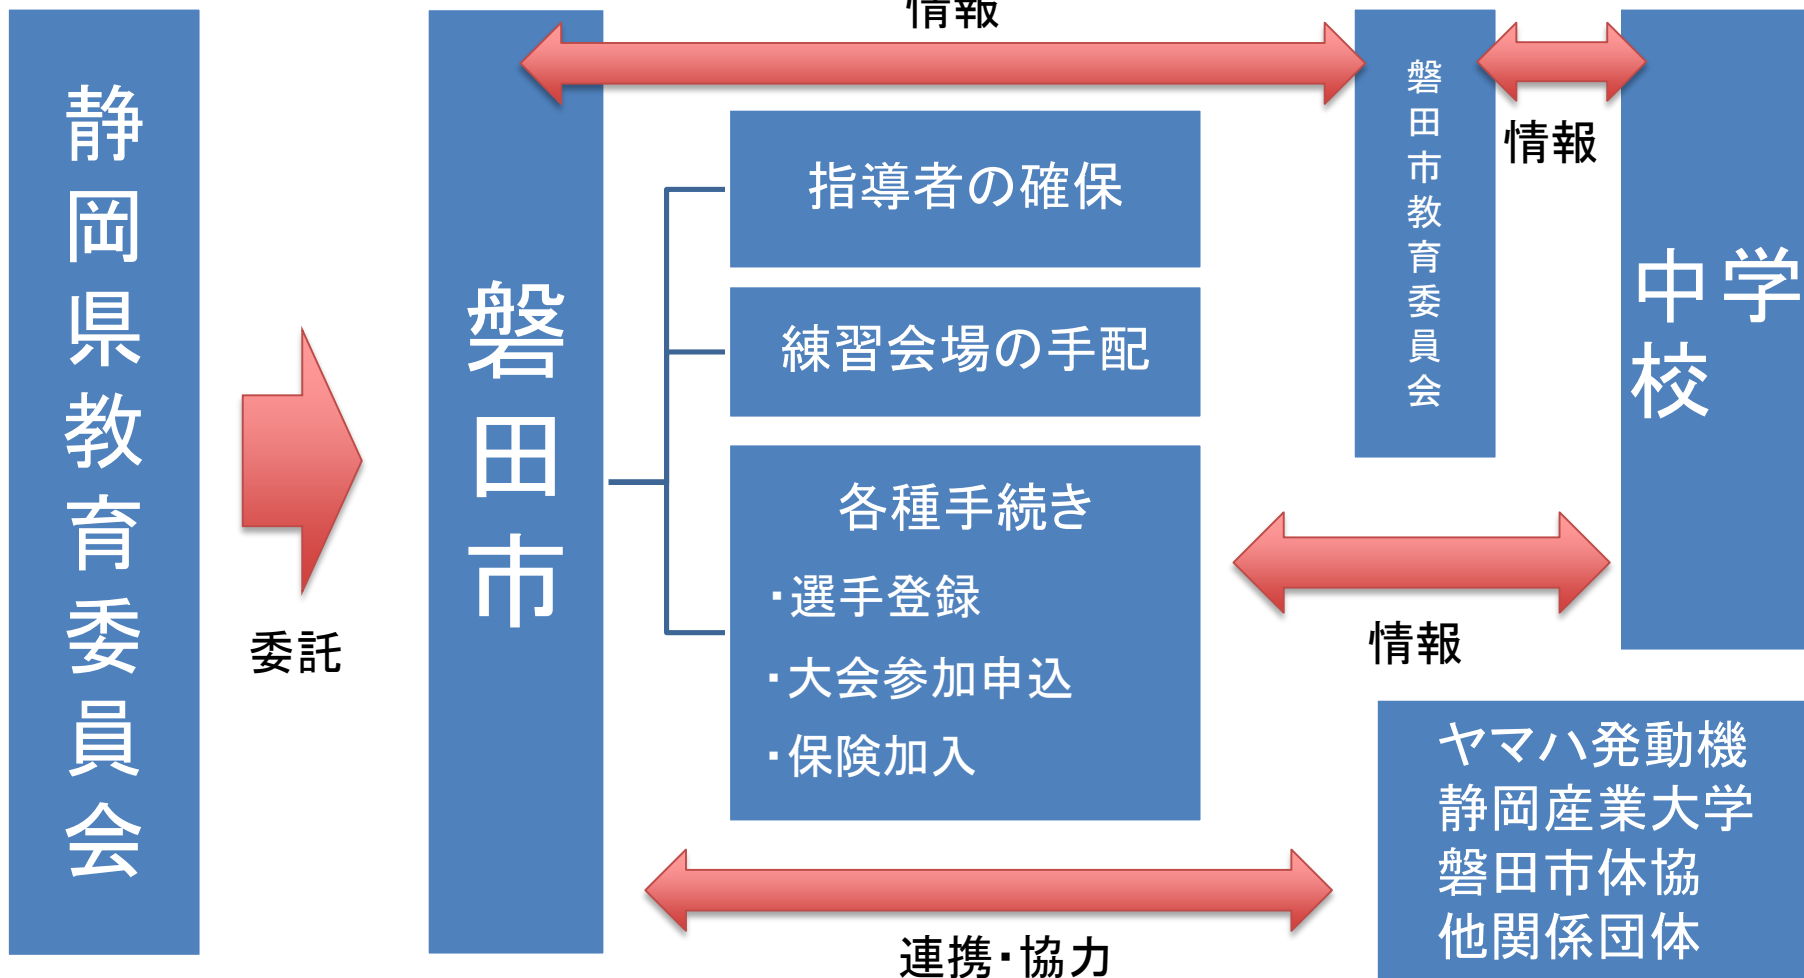 静岡県教育委員会
委託
磐田市
情報
指導者の確保
練習会場の手配
各種手続き
・選手登録
・大会参加申込
・保険加入
連携・協力
磐田市教育委員会
情報
中学
校
情報
ヤマハ発動機
静岡産業大学
磐田市体協
他関係団体